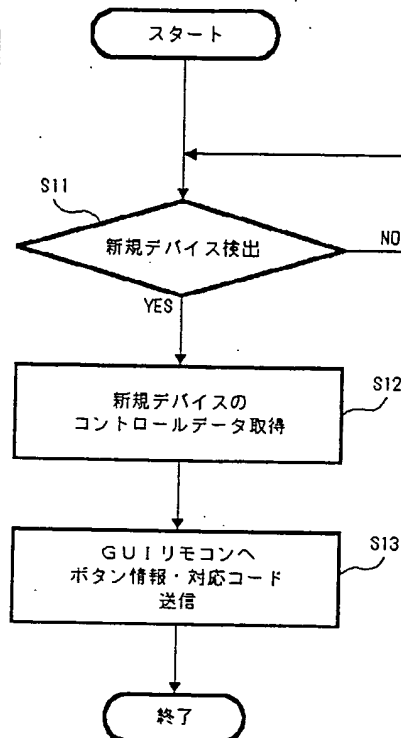 スタート
S11
新規デバイス検出
NO
YES
新規デバイスの
コントロールデータ取得
S12
GUIリモコンへ
ボタン情報・対応コード
送信
S13
終了